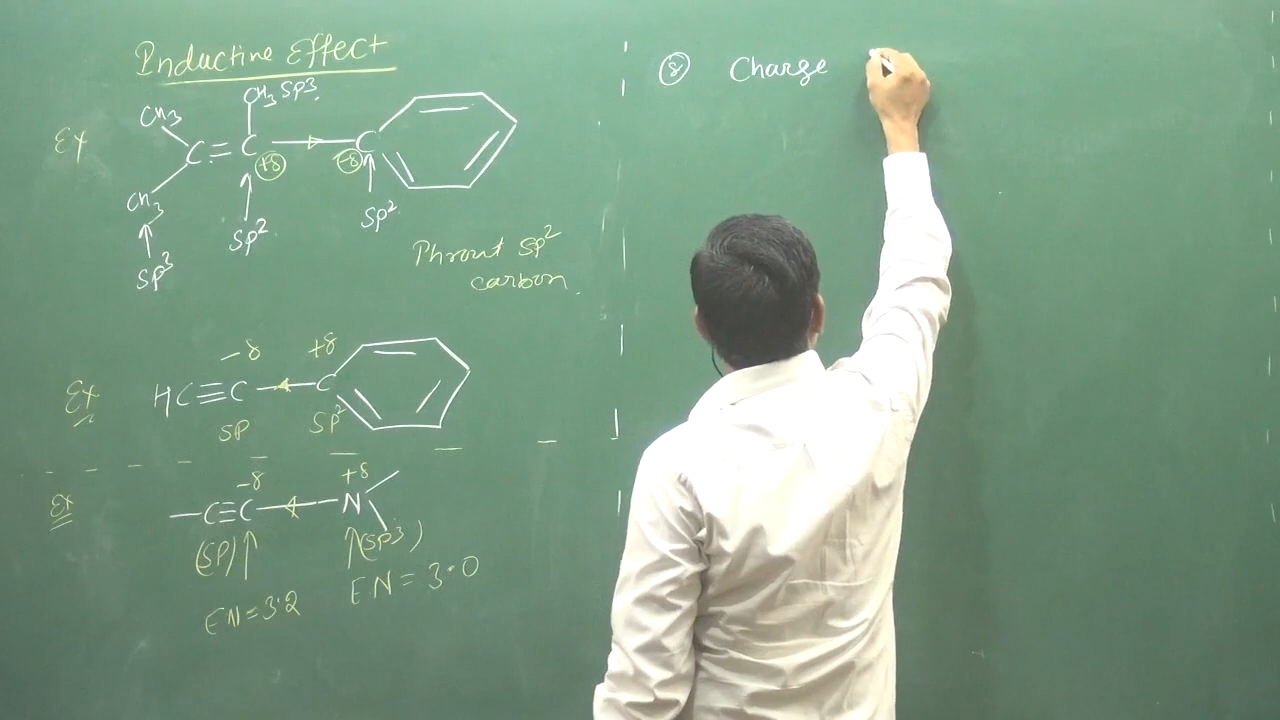 Inductive Effect
Ex
CH3
CH3 SP3
C = C
C
+δ
-δ
CH3
SP3
SP2
SP2
SP2
carbon.
Ex
-δ +δ
HC≡C C
SP SP2
Ex
-δ +δ
C≡C N
(SP) (SP3)
EN=3.2 EN=3.0
⑧ Charge